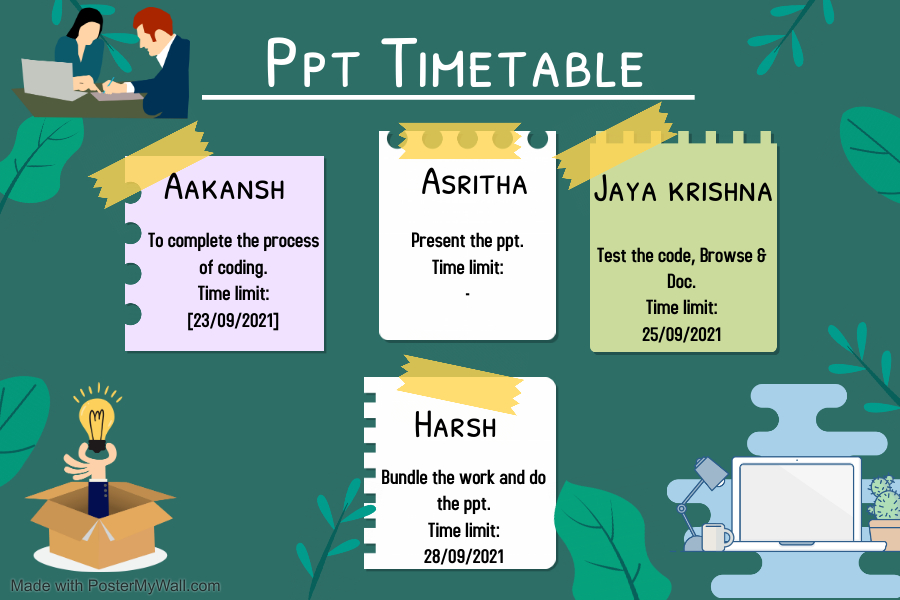 Ppt Timetable
Aakansh
To complete the process
of coding.
Time limit:
[23/09/2021]
Asritha
Present the ppt.
Time limit:
-
Jaya krishna
Test the code, Browse &
Doc.
Time limit:
25/09/2021
Harsh
Bundle the work and do
the ppt.
Time limit:
28/09/2021
Made with PosterMyWall.com